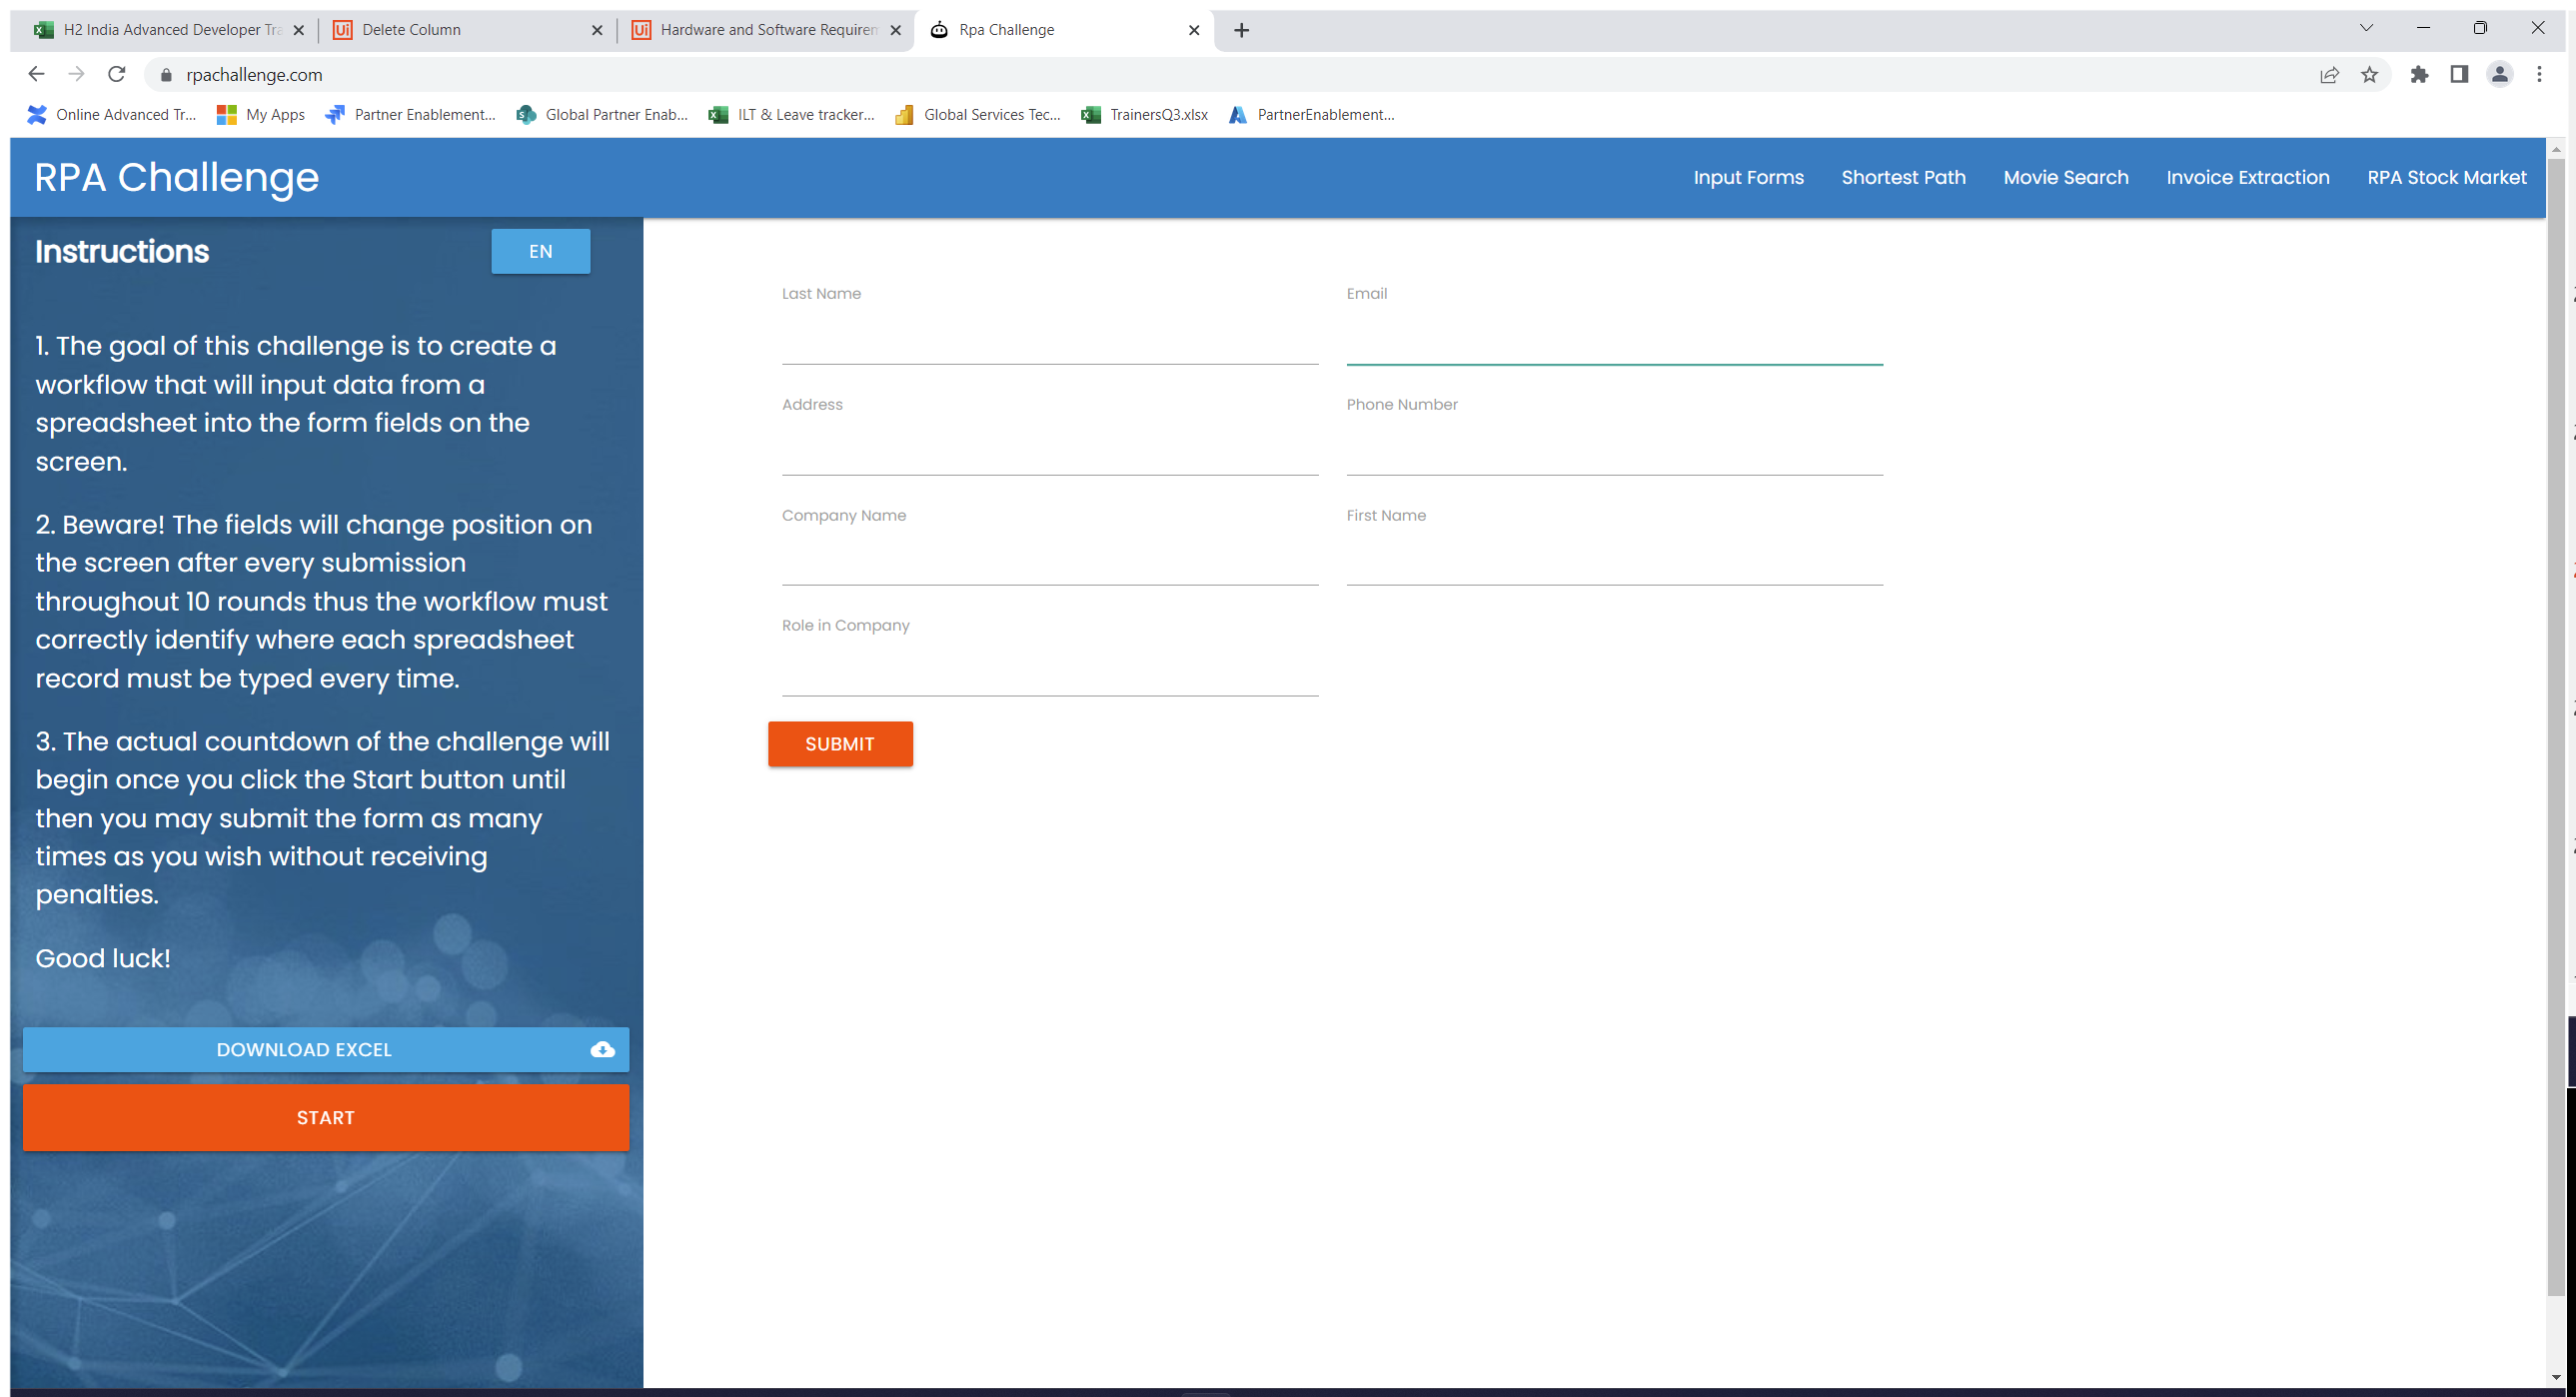 H2 India Advanced Developer Tra
Delete Column
Hardware and Software Requirem
Rpa Challenge
rpachallenge.com
Online Advanced Tr...
My Apps
Partner Enablement...
Global Partner Enab...
ILT & Leave tracker...
Global Services Tec...
TrainersQ3.xlsx
PartnerEnablement...
RPA Challenge
Input Forms
Shortest Path
Movie Search
Invoice Extraction
RPA Stock Market
Instructions
EN
1. The goal of this challenge is to create a
workflow that will input data from a
spreadsheet into the form fields on the
screen.
2. Beware! The fields will change position on
the screen after every submission
throughout 10 rounds thus the workflow must
correctly identify where each spreadsheet
record must be typed every time.
3. The actual countdown of the challenge will
begin once you click the Start button until
then you may submit the form as many
times as you wish without receiving
penalties.
Good luck!
DOWNLOAD EXCEL
START
Last Name
Email
Address
Phone Number
Company Name
First Name
Role in Company
SUBMIT